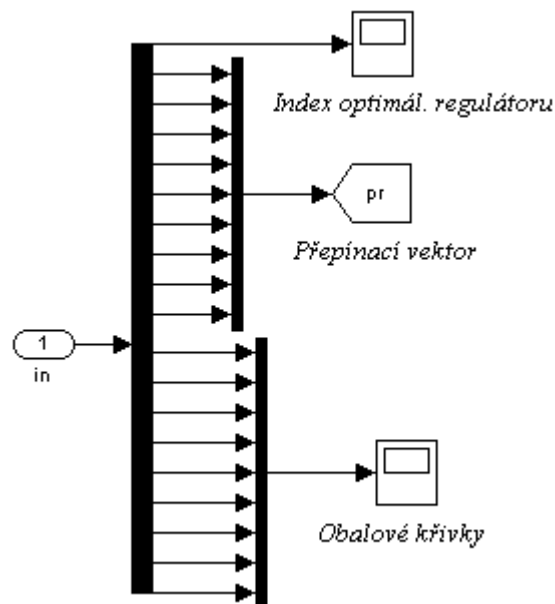 Index optimál. regulátoru
pr
Přepínací vektor
1
in
Obalové křivky